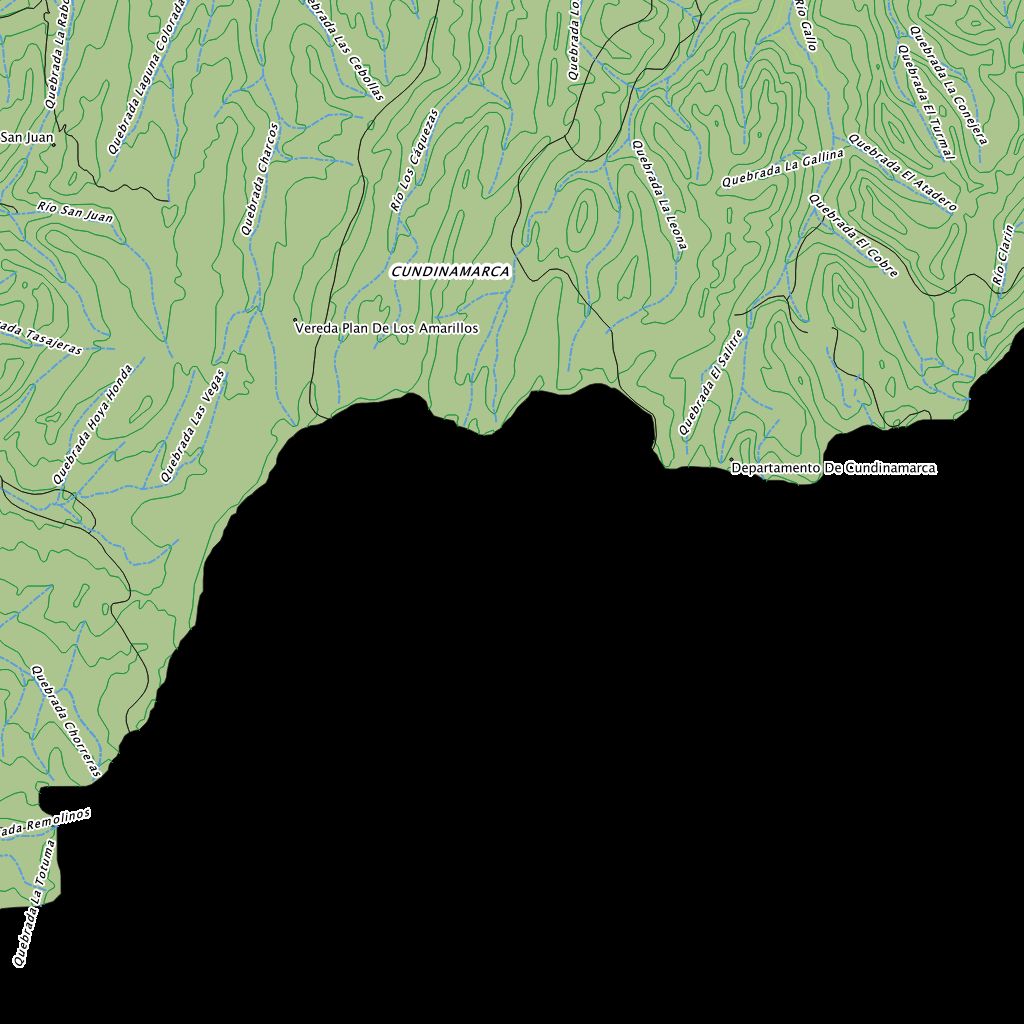 Quebrada La Rabo
Quebrada Laguna Colorada
ebrada Las Cebollas
Quebrada Lo
Río Gallo
Quebrada La Conejera
Quebrada El Turmal
San Juan
Quebrada Charcos
Río Los Cáquezas
Quebrada La Leona
Quebrada La Gallina
Quebrada El Atadero
Río San Juan
Quebrada El Cobre
Río Clarín
CUNDINAMARCA
Vereda Plan De Los Amarillos
ada Tasajeras
Quebrada El Salitre
Quebrada Hoya Honda
Quebrada Las Vegas
Departamento De Cundinamarca
Quebrada Chorreras
ada Remolinos
Quebrada La Totuma